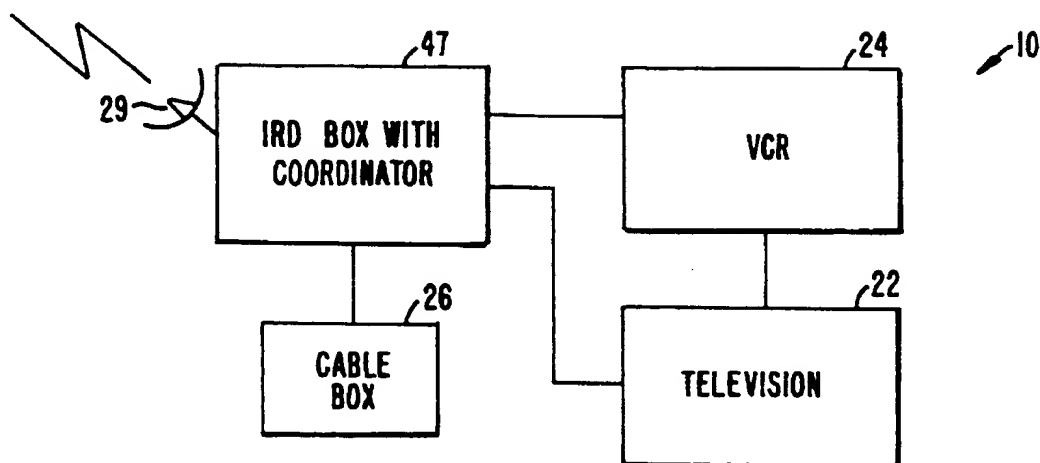 47
24
10
29
IRD BOX WITH
COORDINATOR
VCR
26
22
CABLE
BOX
TELEVISION